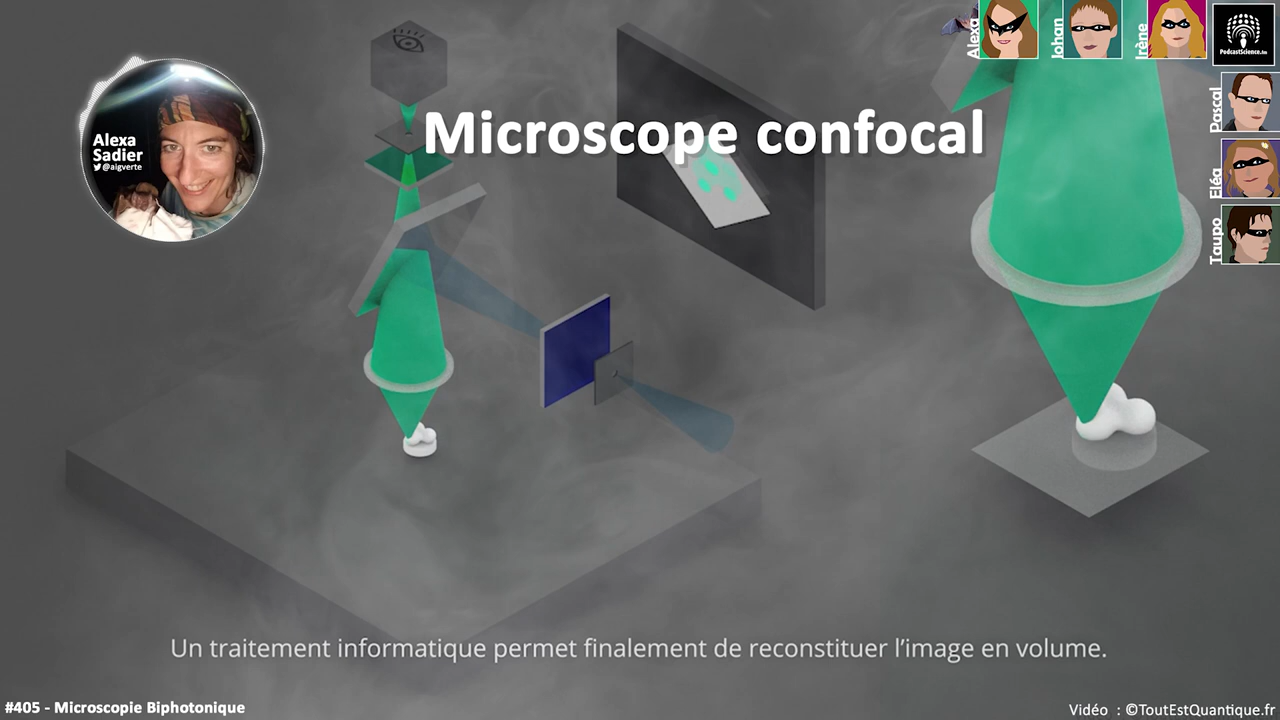 Alexa
Johan
Irène
PodcastScience.fm
Pascal
Eléa
Taupo
Alexa
Sadier
@aigverte
Microscope confocal
Un traitement informatique permet finalement de reconstituer l’image en volume.
#405 - Microscopie Biphotonique
Vidéo : ©ToutEstQuantique.fr